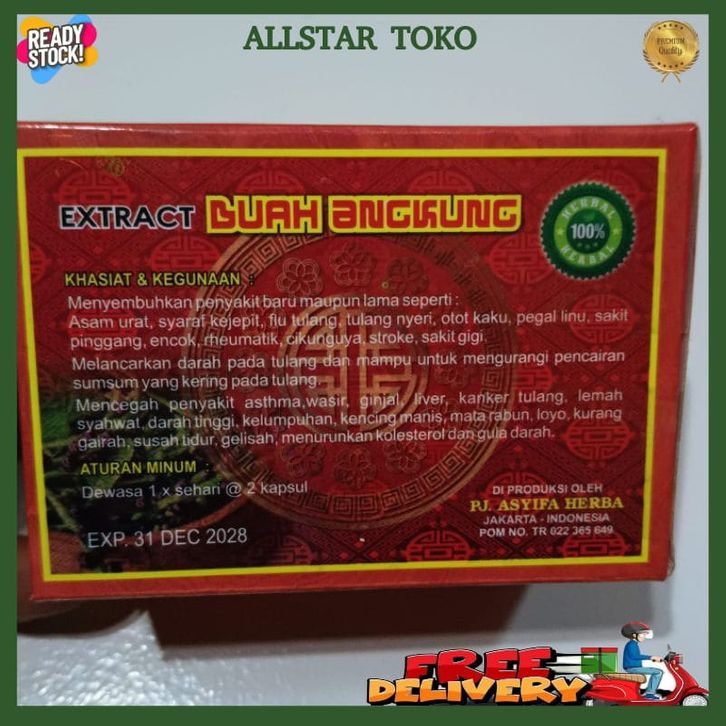 READY
STOCK!
ALLSTAR TOKO
PREMIUM
Quality
EXTRACT BUAH ANGKUNG
HERBAL
100%
HERBAL
KHASIAT & KEGUNAAN :
Menyembuhkan penyakit baru maupun lama seperti :
Asam urat, syaraf kejepit, flu tulang, tulang nyeri, otot kaku, pegal linu, sakit
pinggang, encok, rheumatik, cikunguya, stroke, sakit gigi.
Melancarkan darah pada tulang dan mampu untuk mengurangi pencairan
sumsum yang kering pada tulang.
Mencegah penyakit asthma,wasir, ginjal, liver, kanker tulang. lemah
syahwat, darah tinggi, kelumpuhan, kencing manis, mata rabun, loyo, kurang
gairah, susah tidur, gelisah, menurunkan kolesterol dan gula darah.
ATURAN MINUM :
Dewasa 1 x sehari @ 2 kapsul
EXP. 31 DEC 2028
DI PRODUKSI OLEH
PJ. ASYIFA HERBA
JAKARTA - INDONESIA
POM NO. TR 022 365 649
FREE
DELIVERY